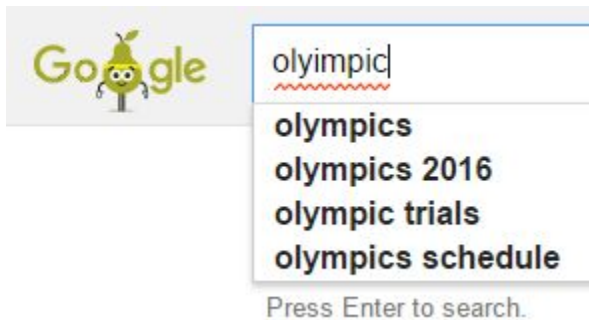 Google
olyimpic
olympics
olympics 2016
olympic trials
olympics schedule
Press Enter to search.